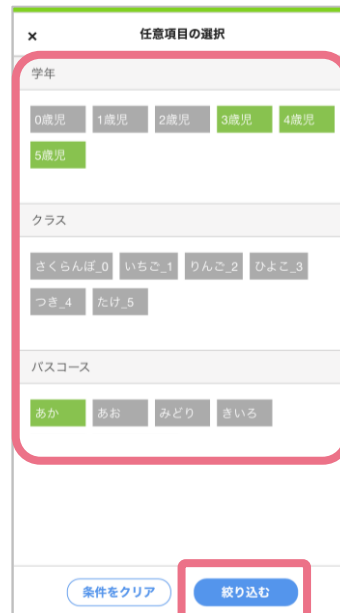 × 任意項目の選択
学年
0歳児 1歳児 2歳児 3歳児 4歳児
5歳児
クラス
さくらんぼ_0 いちご_1 りんご_2 ひよこ_3
つき_4 たけ_5
バスコース
あか あお みどり きいろ
条件をクリア 絞り込む